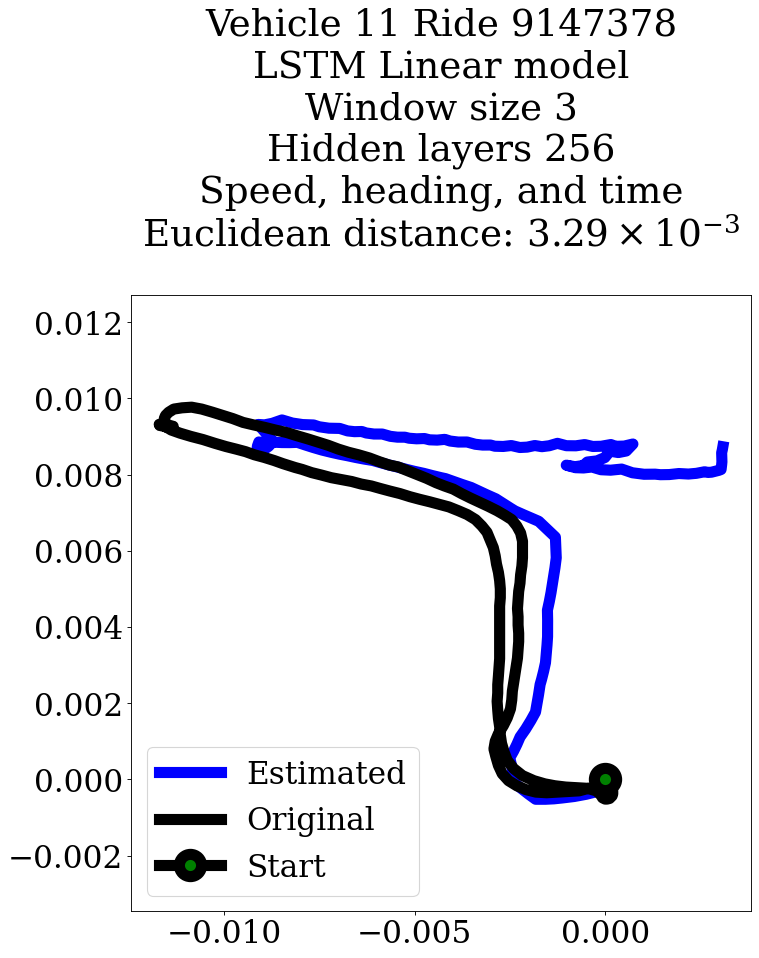 Vehicle 11 Ride 9147378
LSTM Linear model
Window size 3
Hidden layers 256
Speed, heading, and time
Euclidean distance: 3.29 × 10⁻³
0.012
0.010
0.008
0.006
0.004
0.002
0.000
−0.002
Estimated
Original
Start
−0.010 −0.005 0.000